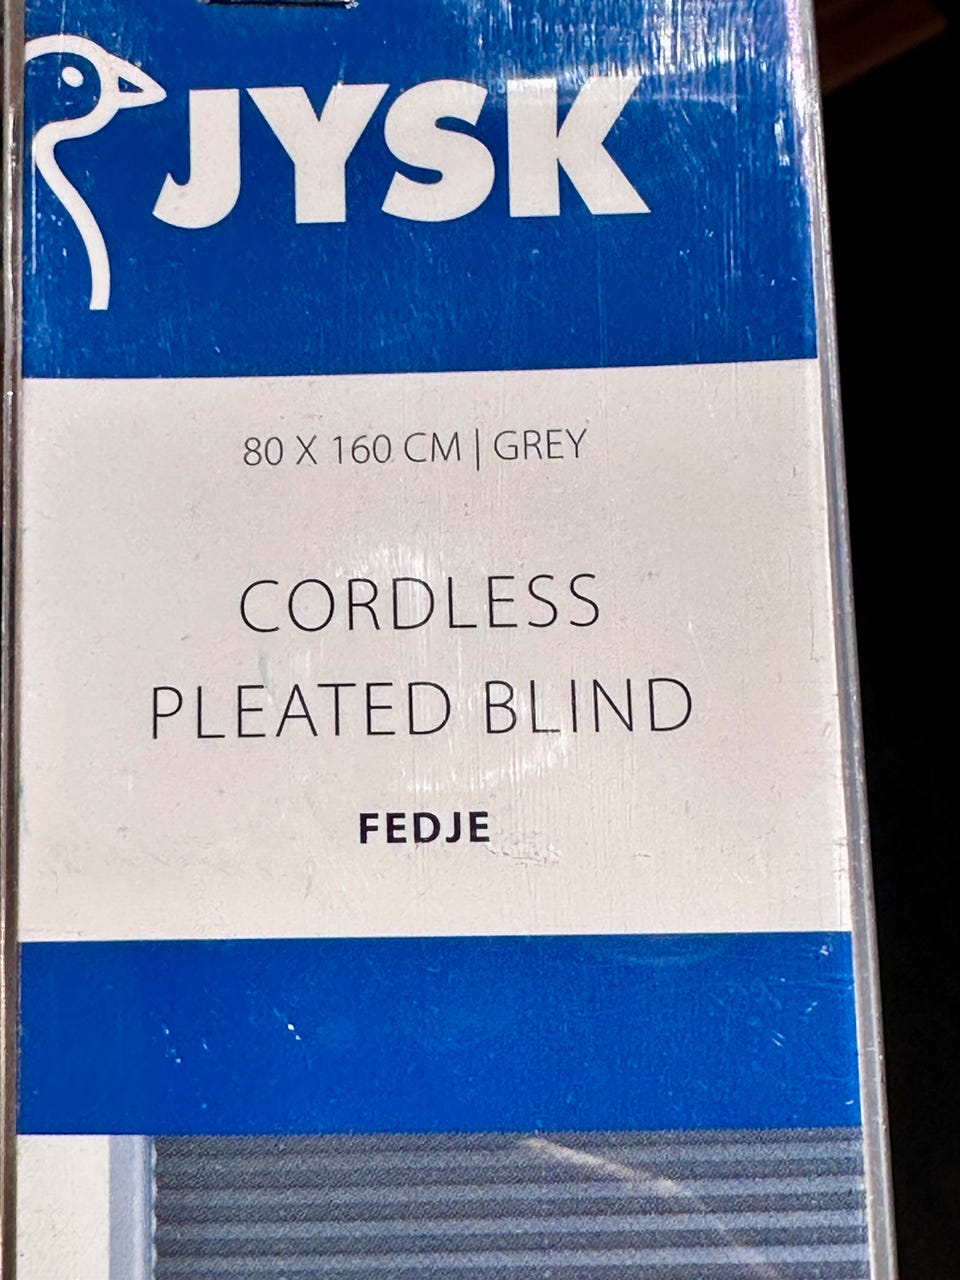 JYSK
80 X 160 CM | GREY
CORDLESS
PLEATED BLIND
FEDJE